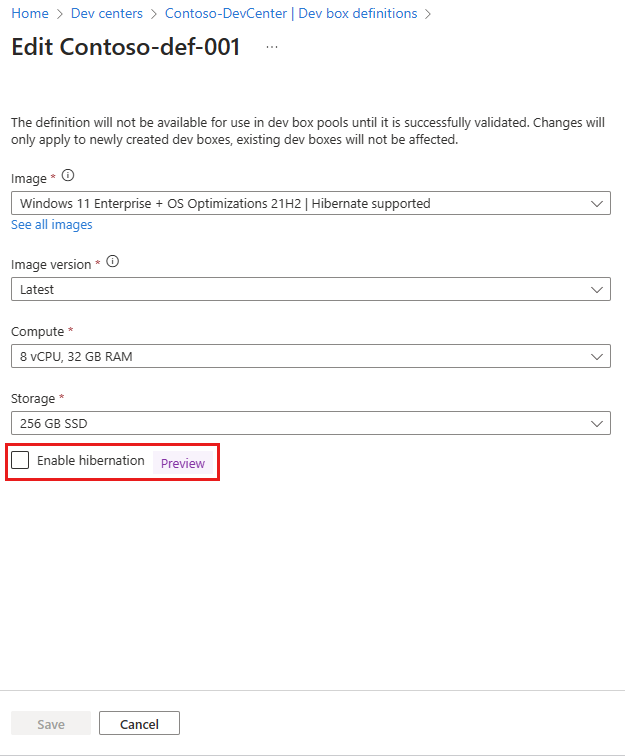 Home > Dev centers > Contoso-DevCenter | Dev box definitions >
Edit Contoso-def-001 ...
The definition will not be available for use in dev box pools until it is successfully validated. Changes will
only apply to newly created dev boxes, existing dev boxes will not be affected.
Image *
Windows 11 Enterprise + OS Optimizations 21H2 | Hibernate supported
See all images
Image version *
Latest
Compute *
8 vCPU, 32 GB RAM
Storage *
256 GB SSD
Enable hibernation Preview
Save Cancel